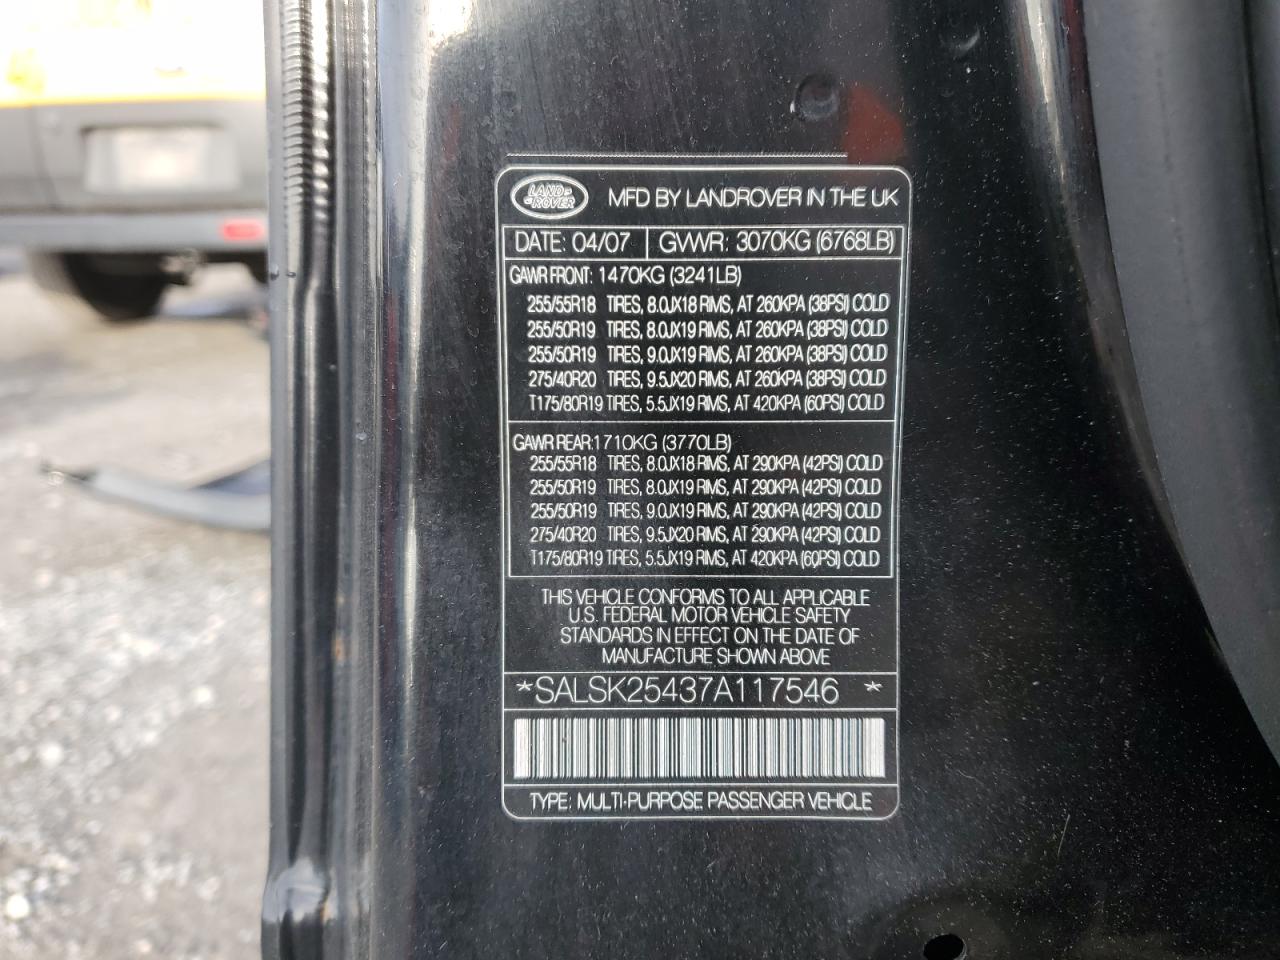 LAND-
-ROVER
MFD BY LANDROVER IN THE UK
DATE: 04/07 GVWR: 3070KG (6768LB)
GAWR FRONT: 1470KG (3241LB)
255/55R18 TIRES, 8.0JX18 RIMS, AT 260KPA (38PSI) COLD
255/50R19 TIRES, 8.0JX19 RIMS, AT 260KPA (38PSI) COLD
255/50R19 TIRES, 9.0JX19 RIMS, AT 260KPA (38PSI) COLD
275/40R20 TIRES, 9.5JX20 RIMS, AT 260KPA (38PSI) COLD
T175/80R19 TIRES, 5.5JX19 RIMS, AT 420KPA (60PSI) COLD
GAWR REAR: 1710KG (3770LB)
255/55R18 TIRES, 8.0JX18 RIMS, AT 290KPA (42PSI) COLD
255/50R19 TIRES, 8.0JX19 RIMS, AT 290KPA (42PSI) COLD
255/50R19 TIRES, 9.0JX19 RIMS, AT 290KPA (42PSI) COLD
275/40R20 TIRES, 9.5JX20 RIMS, AT 290KPA (42PSI) COLD
T175/80R19 TIRES, 5.5JX19 RIMS, AT 420KPA (60PSI) COLD
THIS VEHICLE CONFORMS TO ALL APPLICABLE
U.S. FEDERAL MOTOR VEHICLE SAFETY
STANDARDS IN EFFECT ON THE DATE OF
MANUFACTURE SHOWN ABOVE
*SALSK25437A117546 *
TYPE: MULTI-PURPOSE PASSENGER VEHICLE